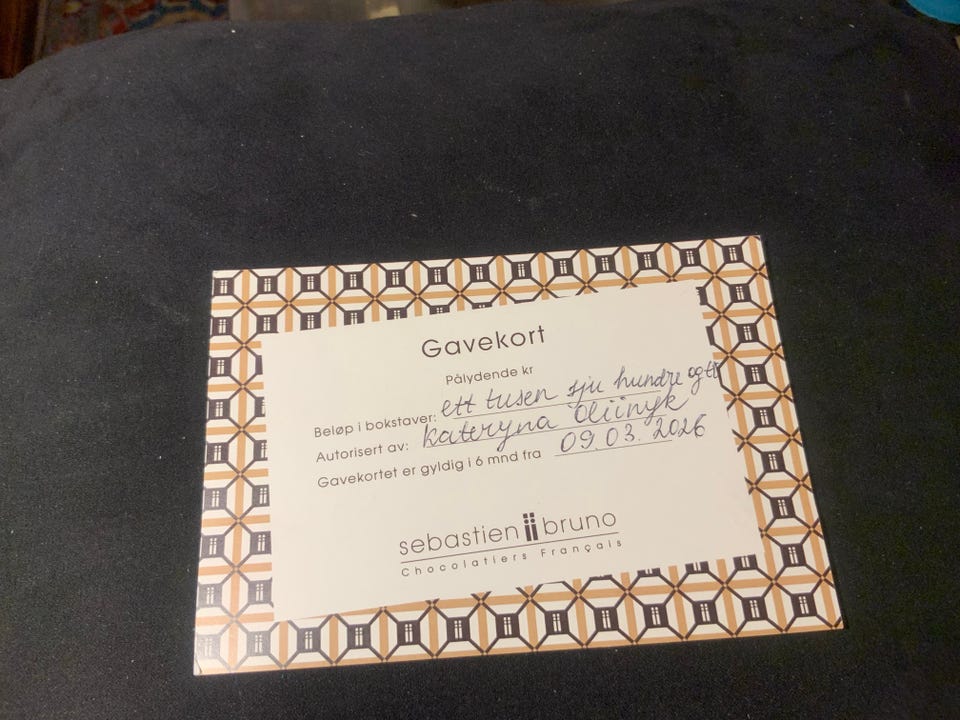 Gavekort
Pålydende kr
Beløp i bokstaver: ett tusen sju hundre og
Autorisert av: Kateryna Oliinyk
Gavekortet er gyldig i 6 mnd fra 09.03.2026
sebastien bruno
Chocolatiers Français